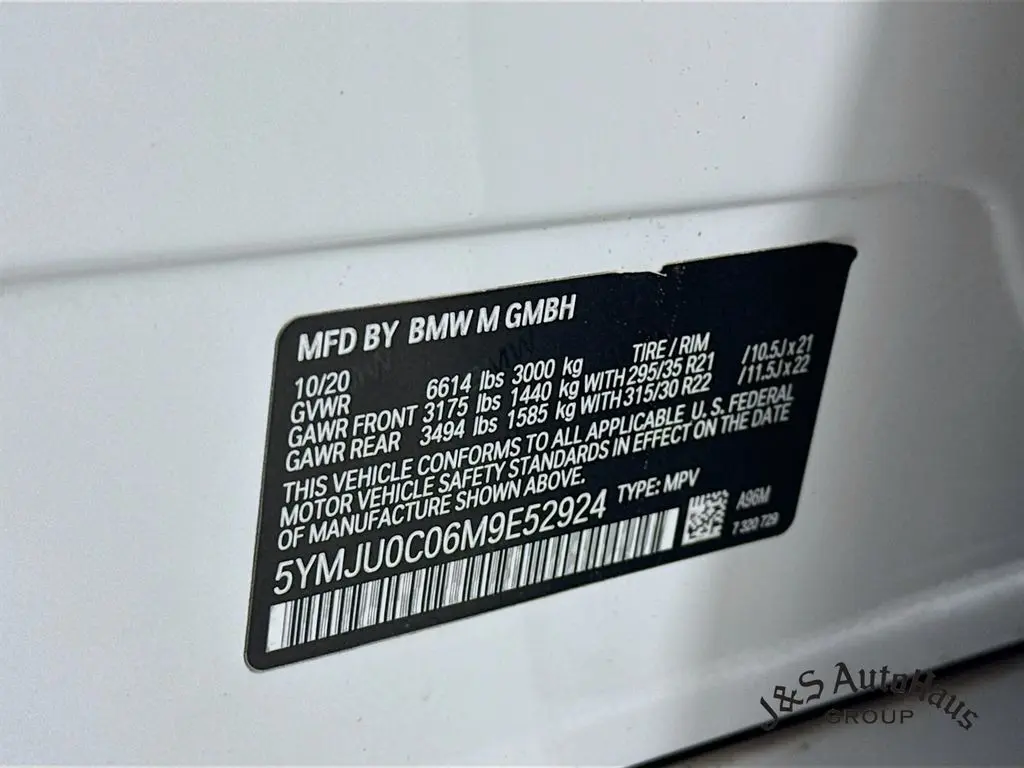 MFD BY BMW M GMBH
10/20 TIRE / RIM
GVWR 6614 lbs 3000 kg
GAWR FRONT 3175 lbs 1440 kg WITH 295/35 R21 /10.5J x 21
GAWR REAR 3494 lbs 1585 kg WITH 315/30 R22 /11.5J x 22
THIS VEHICLE CONFORMS TO ALL APPLICABLE U.S. FEDERAL
MOTOR VEHICLE SAFETY STANDARDS IN EFFECT ON THE DATE
OF MANUFACTURE SHOWN ABOVE.
5YMJU0C06M9E52924 TYPE: MPV
A96M
7 320 729
J&S AutoHaus
GROUP